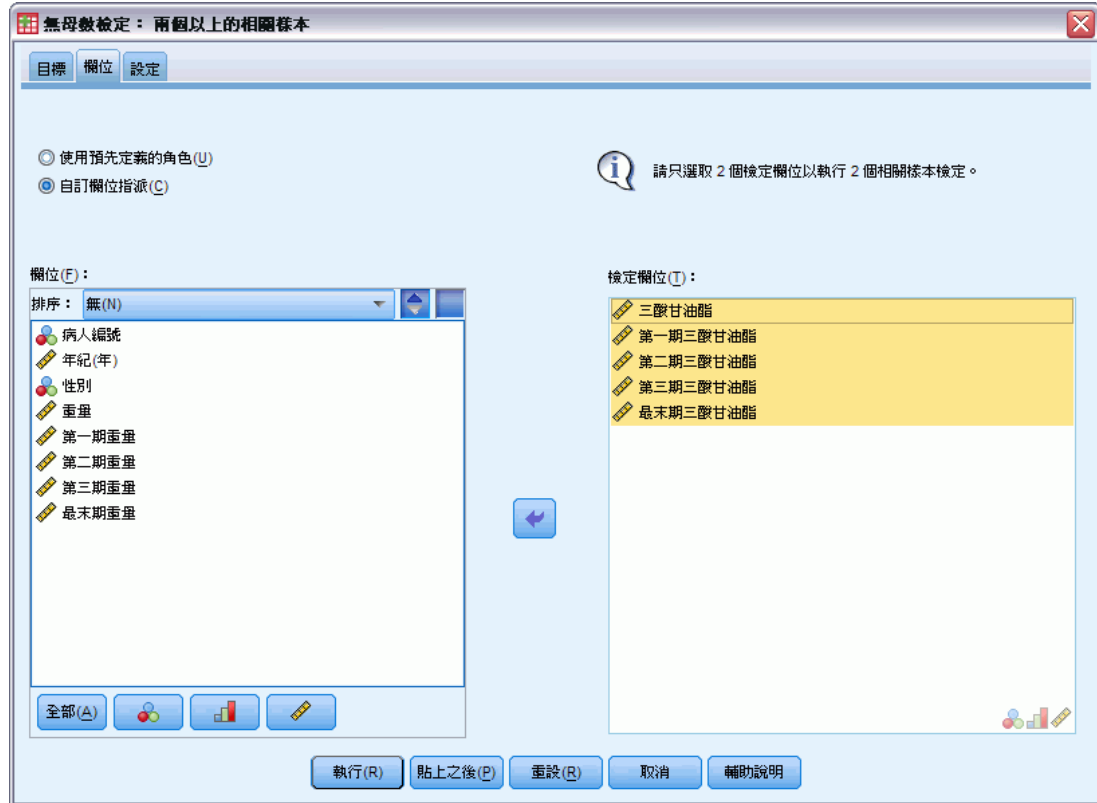 無母數檢定： 兩個以上的相關樣本
目標 欄位 設定
使用預先定義的角色(U)
自訂欄位指派(C)
請只選取 2 個檢定欄位以執行 2 個相關樣本檢定。
欄位(F)：
排序： 無(N)
病人編號
年紀(年)
性別
重量
第一期重量
第二期重量
第三期重量
最末期重量
全部(A)
檢定欄位(T)：
三酸甘油酯
第一期三酸甘油酯
第二期三酸甘油酯
第三期三酸甘油酯
最末期三酸甘油酯
執行(R) 貼上之後(P) 重設(R) 取消 輔助說明